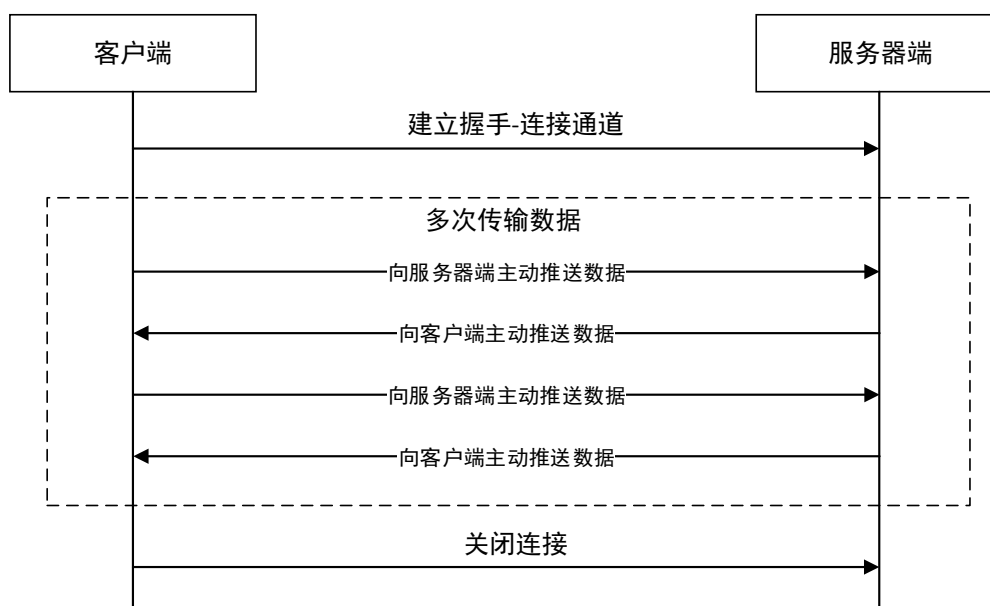 客户端
服务器端
建立握手-连接通道
多次传输数据
向服务器端主动推送数据
向客户端主动推送数据
向服务器端主动推送数据
向客户端主动推送数据
关闭连接